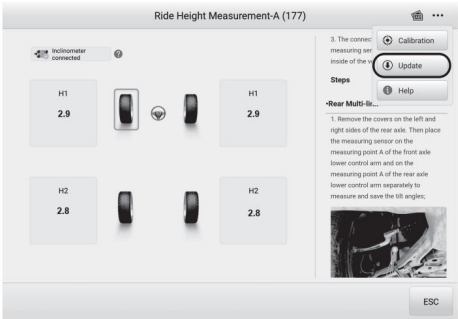 Ride Height Measurement-A (177)
Inclinometer
connected
H1
2.9
H1
2.9
H2
2.8
H2
2.8
3. The connec
measuring ser
inside of the v
Steps
•Rear Multi-lin
1. Remove the covers on the left and
right sides of the rear axle. Then place
the measuring sensor on the
measuring point A of the front axle
lower control arm and on the
measuring point A of the rear axle
lower control arm separately to
measure and save the tilt angles;
Calibration
Update
Help
ESC